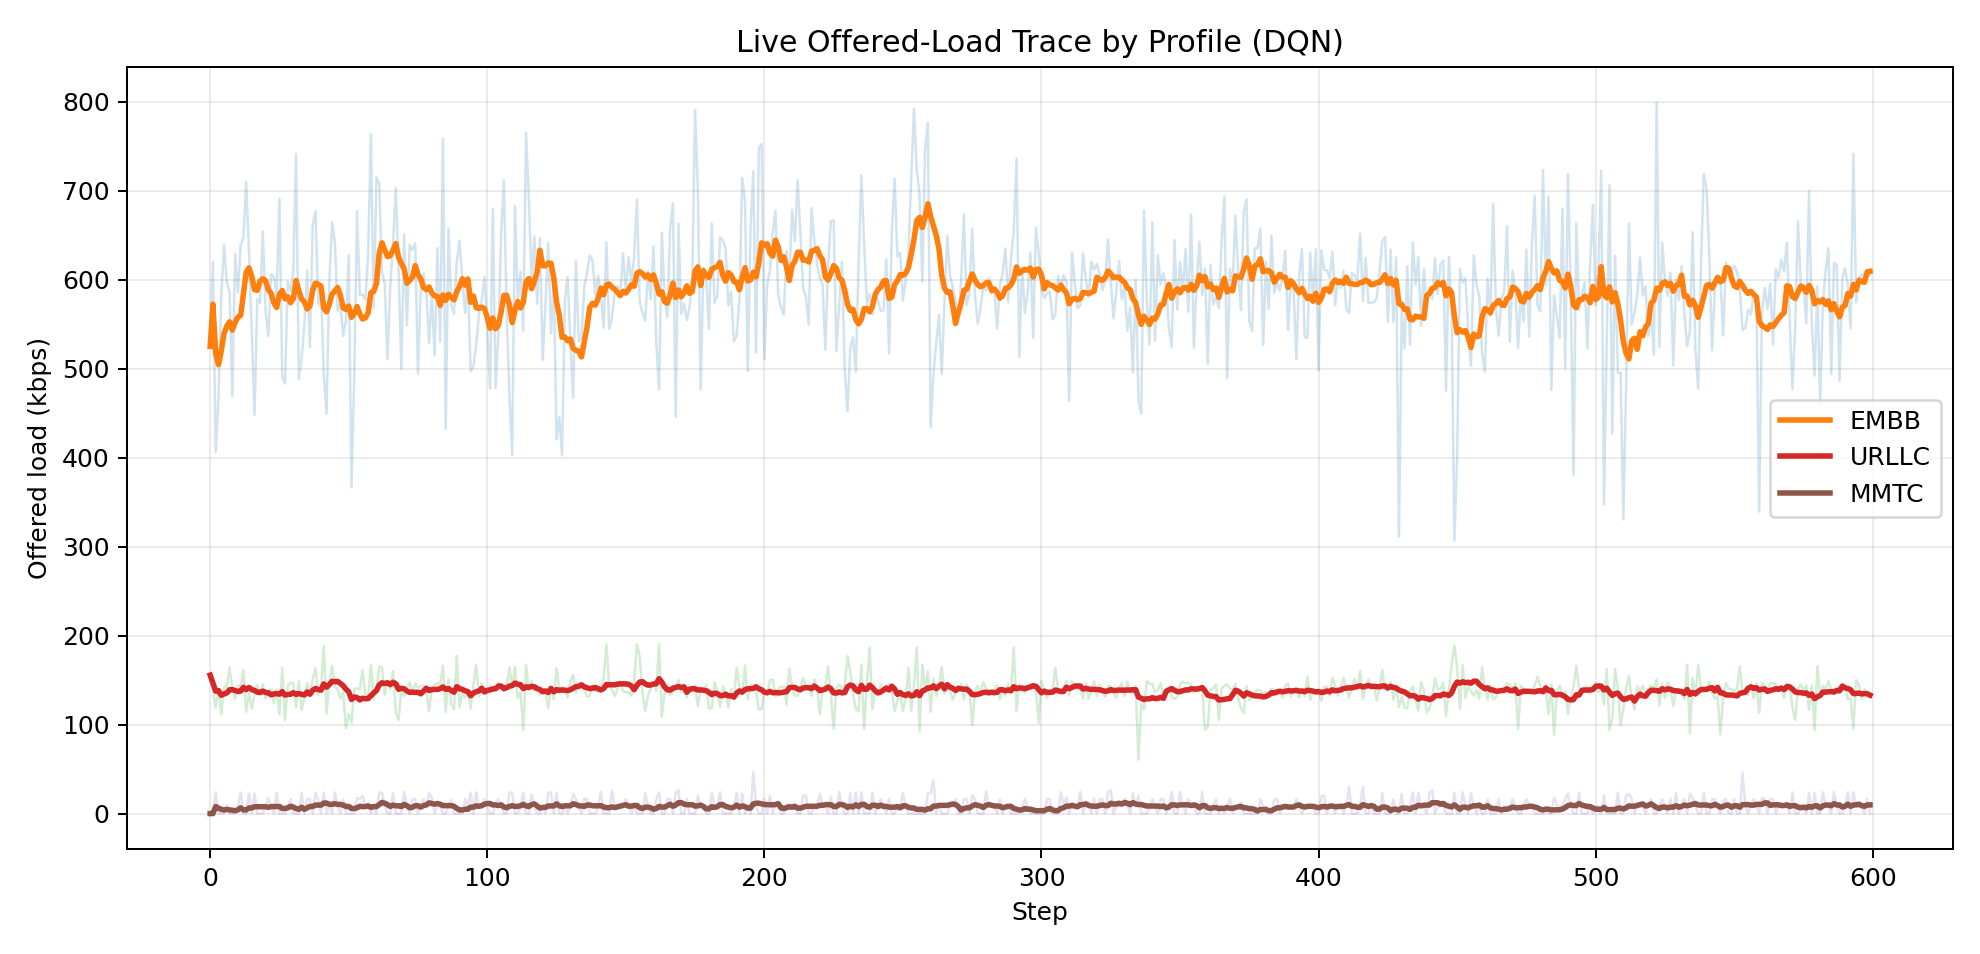 Live Offered-Load Trace by Profile (DQN)
Offered load (kbps)
800
700
600
500
400
300
200
100
0
EMBB
URLLC
MMTC
0 100 200 300 400 500 600
Step